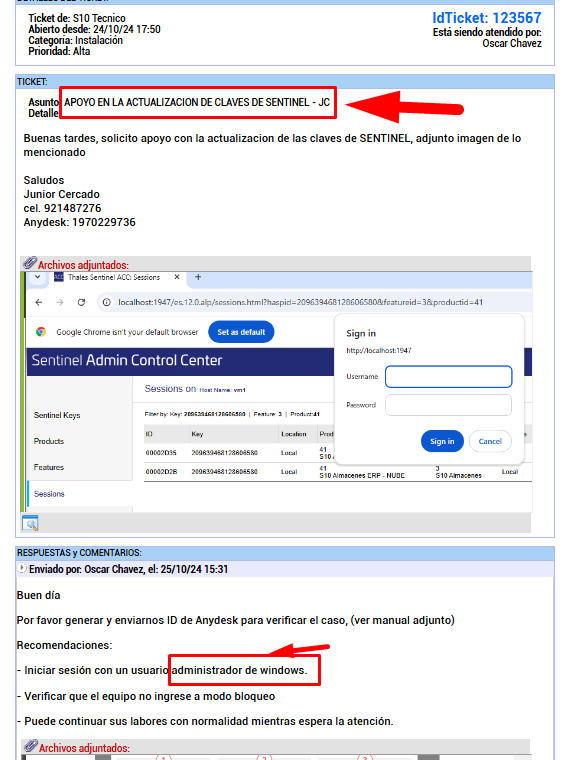 Ticket de: S10 Tecnico
Abierto desde: 24/10/24 17:50
Categoría: Instalación
Prioridad: Alta
IdTicket: 123567
Está siendo atendido por:
Oscar Chavez
TICKET:
Asunto APOYO EN LA ACTUALIZACION DE CLAVES DE SENTINEL - JC
Detalle
Buenas tardes, solicito apoyo con la actualizacion de las claves de SENTINEL, adjunto imagen de lo
mencionado
Saludos
Junior Cercado
cel. 921487276
Anydesk: 1970229736
Archivos adjuntados:
Thales Sentinel ACC: Sessions
localhost:1947/es.12.0.alp/sessions.html?haspid=209639468128606580&featureid=3&productid=41
Google Chrome isn't your default browser
Set as default
Sign in
http://localhost:1947
Username
Password
Sign in
Cancel
Sentinel Admin Control Center
Sessions on Host Name: vm1
Sentinel Keys
Products
Features
Sessions
Filter by: Key: 209639468128606580 | Feature: 3 | Product:41
ID Key Location Prod
00002D35 209639468128606580 Local 41
S10 Al
00002D2B 209639468128606580 Local 41
S10 Almacenes ERP - NUBE
3
S10 Almacenes
Local
RESPUESTAS y COMENTARIOS:
Enviado por: Oscar Chavez, el: 25/10/24 15:31
Buen día
Por favor generar y enviarnos ID de Anydesk para verificar el caso, (ver manual adjunto)
Recomendaciones:
- Iniciar sesión con un usuario administrador de windows.
- Verificar que el equipo no ingrese a modo bloqueo
- Puede continuar sus labores con normalidad mientras espera la atención.
Archivos adjuntados: